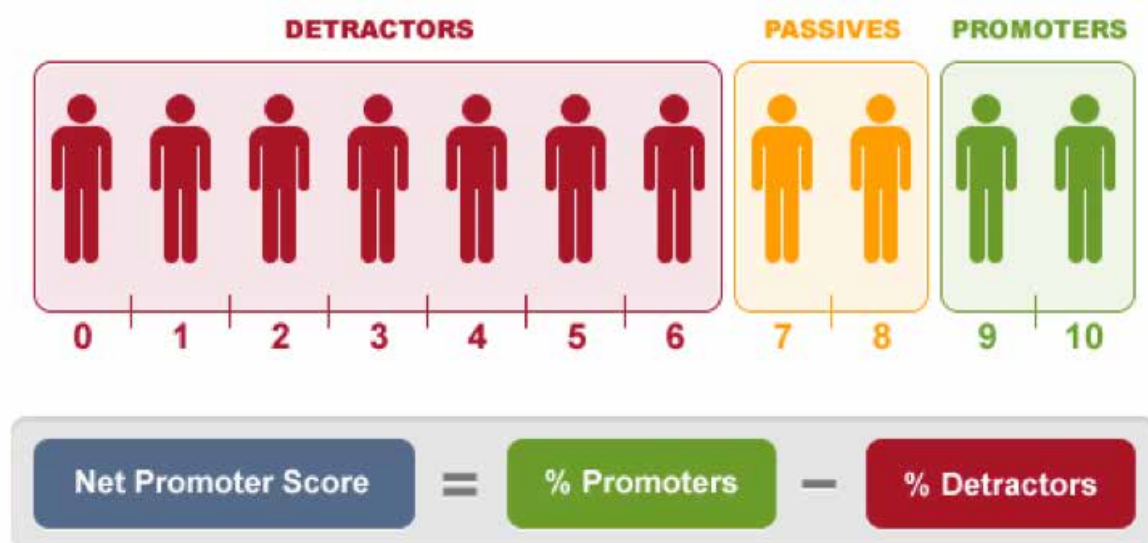 DETRACTORS PASSIVES PROMOTERS
0 1 2 3 4 5 6 7 8 9 10
Net Promoter Score = % Promoters − % Detractors